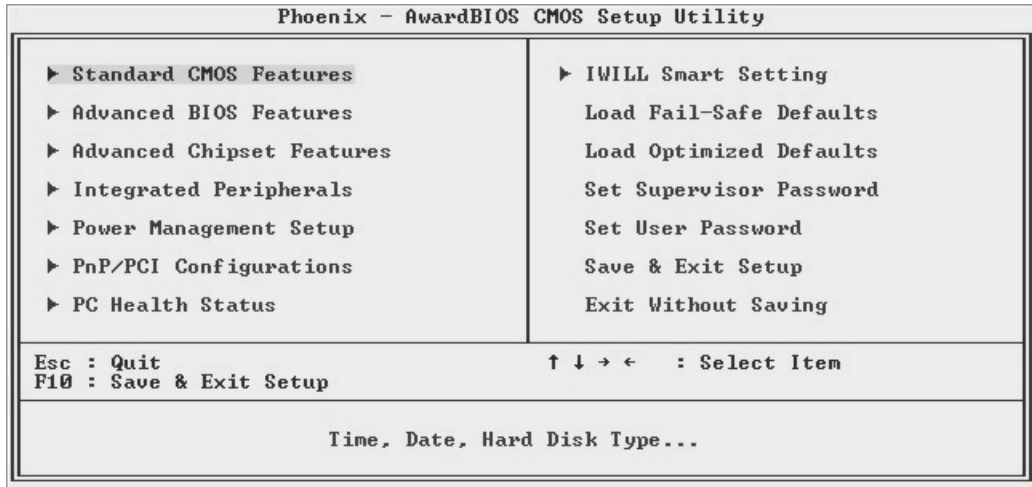 Phoenix - AwardBIOS CMOS Setup Utility
▶ Standard CMOS Features
▶ Advanced BIOS Features
▶ Advanced Chipset Features
▶ Integrated Peripherals
▶ Power Management Setup
▶ PnP/PCI Configurations
▶ PC Health Status
▶ IWILL Smart Setting
Load Fail-Safe Defaults
Load Optimized Defaults
Set Supervisor Password
Set User Password
Save & Exit Setup
Exit Without Saving
Esc : Quit
F10 : Save & Exit Setup
↑ ↓ → ← : Select Item
Time, Date, Hard Disk Type...